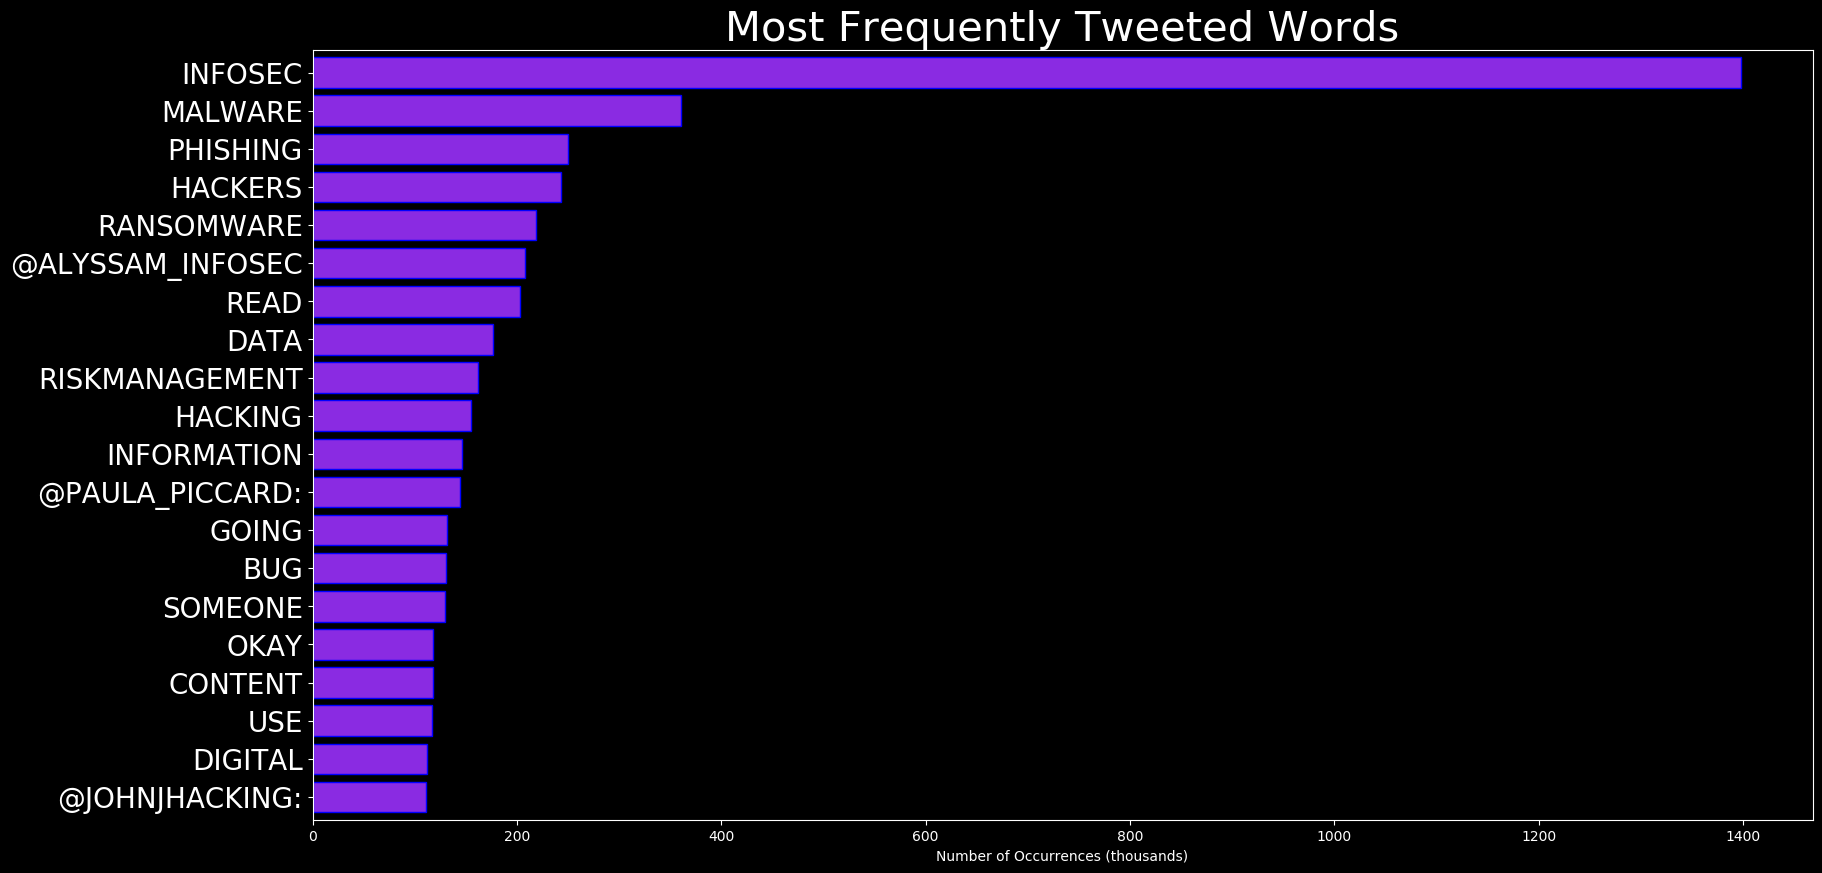 Most Frequently Tweeted Words
INFOSEC
MALWARE
PHISHING
HACKERS
RANSOMWARE
@ALYSSAM_INFOSEC
READ
DATA
RISKMANAGEMENT
HACKING
INFORMATION
@PAULA_PICCARD:
GOING
BUG
SOMEONE
OKAY
CONTENT
USE
DIGITAL
@JOHNJHACKING:
0 200 400 600 800 1000 1200 1400
Number of Occurrences (thousands)